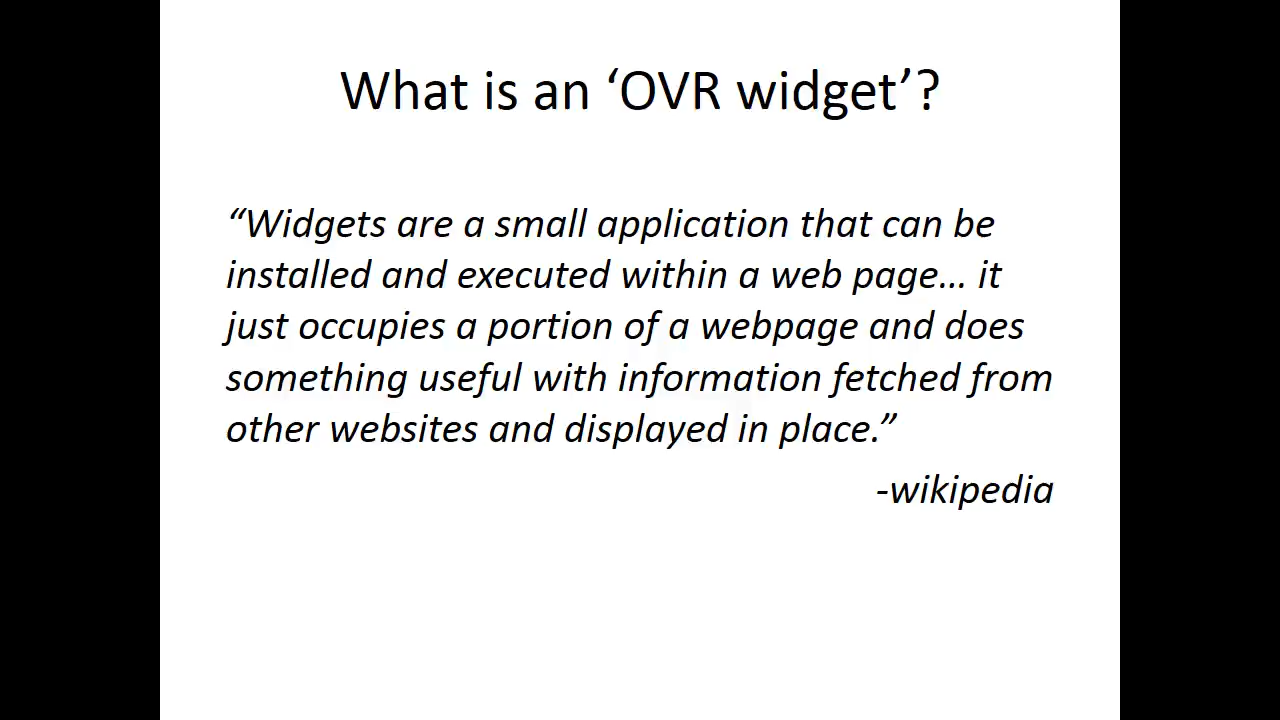 What is an ‘OVR widget’?
“Widgets are a small application that can be
installed and executed within a web page… it
just occupies a portion of a webpage and does
something useful with information fetched from
other websites and displayed in place.”
-wikipedia